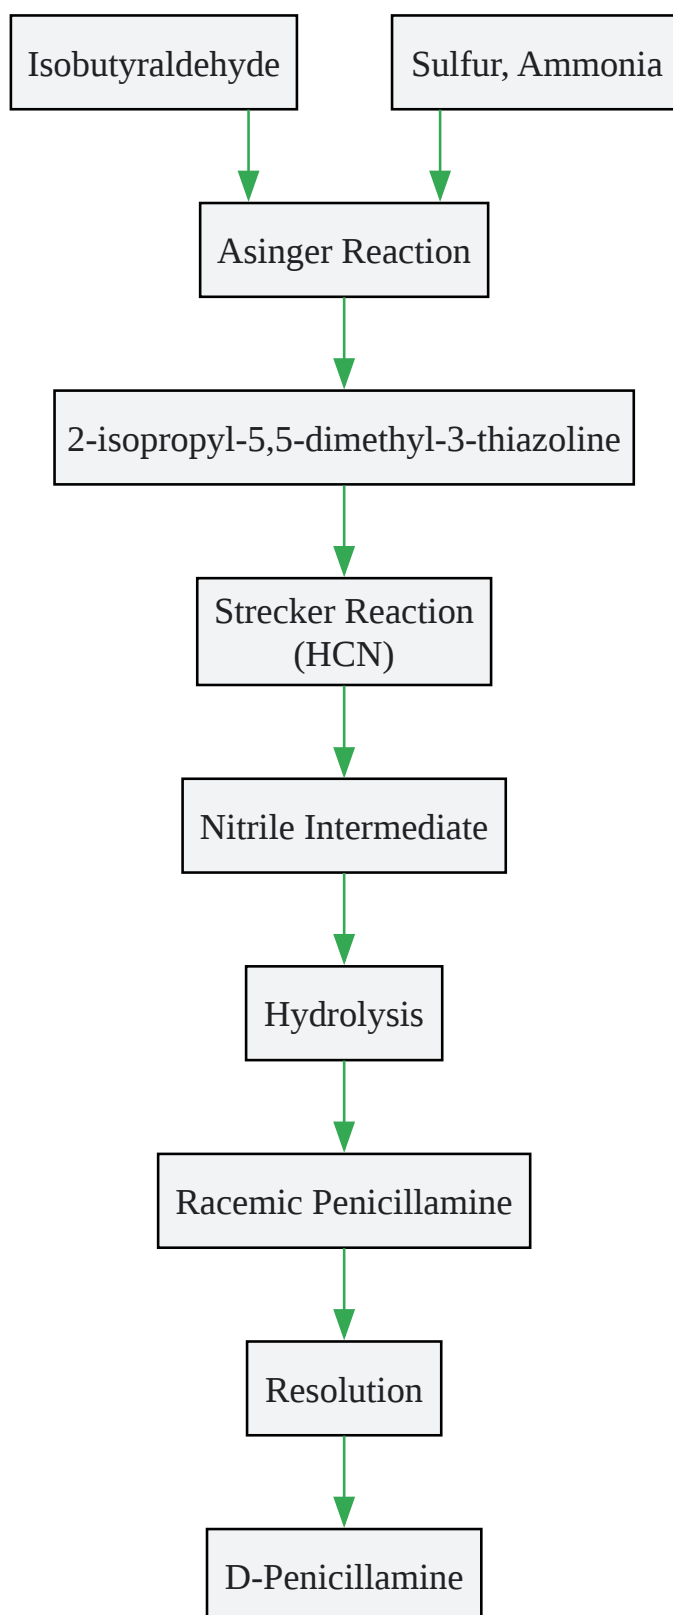 Isobutyraldehyde
Sulfur, Ammonia
Asinger Reaction
2-isopropyl-5,5-dimethyl-3-thiazoline
Strecker Reaction
(HCN)
Nitrile Intermediate
Hydrolysis
Racemic Penicillamine
Resolution
D-Penicillamine